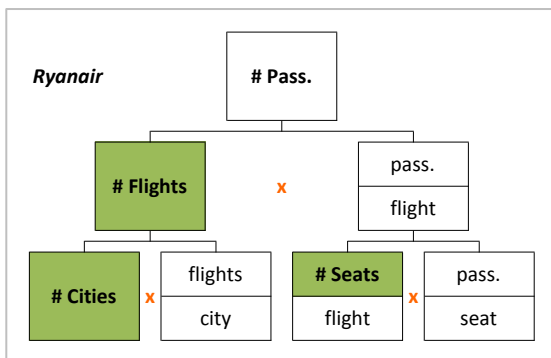 Ryanair
# Pass.
# Flights
x
pass.
flight
# Cities
x
flights
city
# Seats
flight
x
pass.
seat